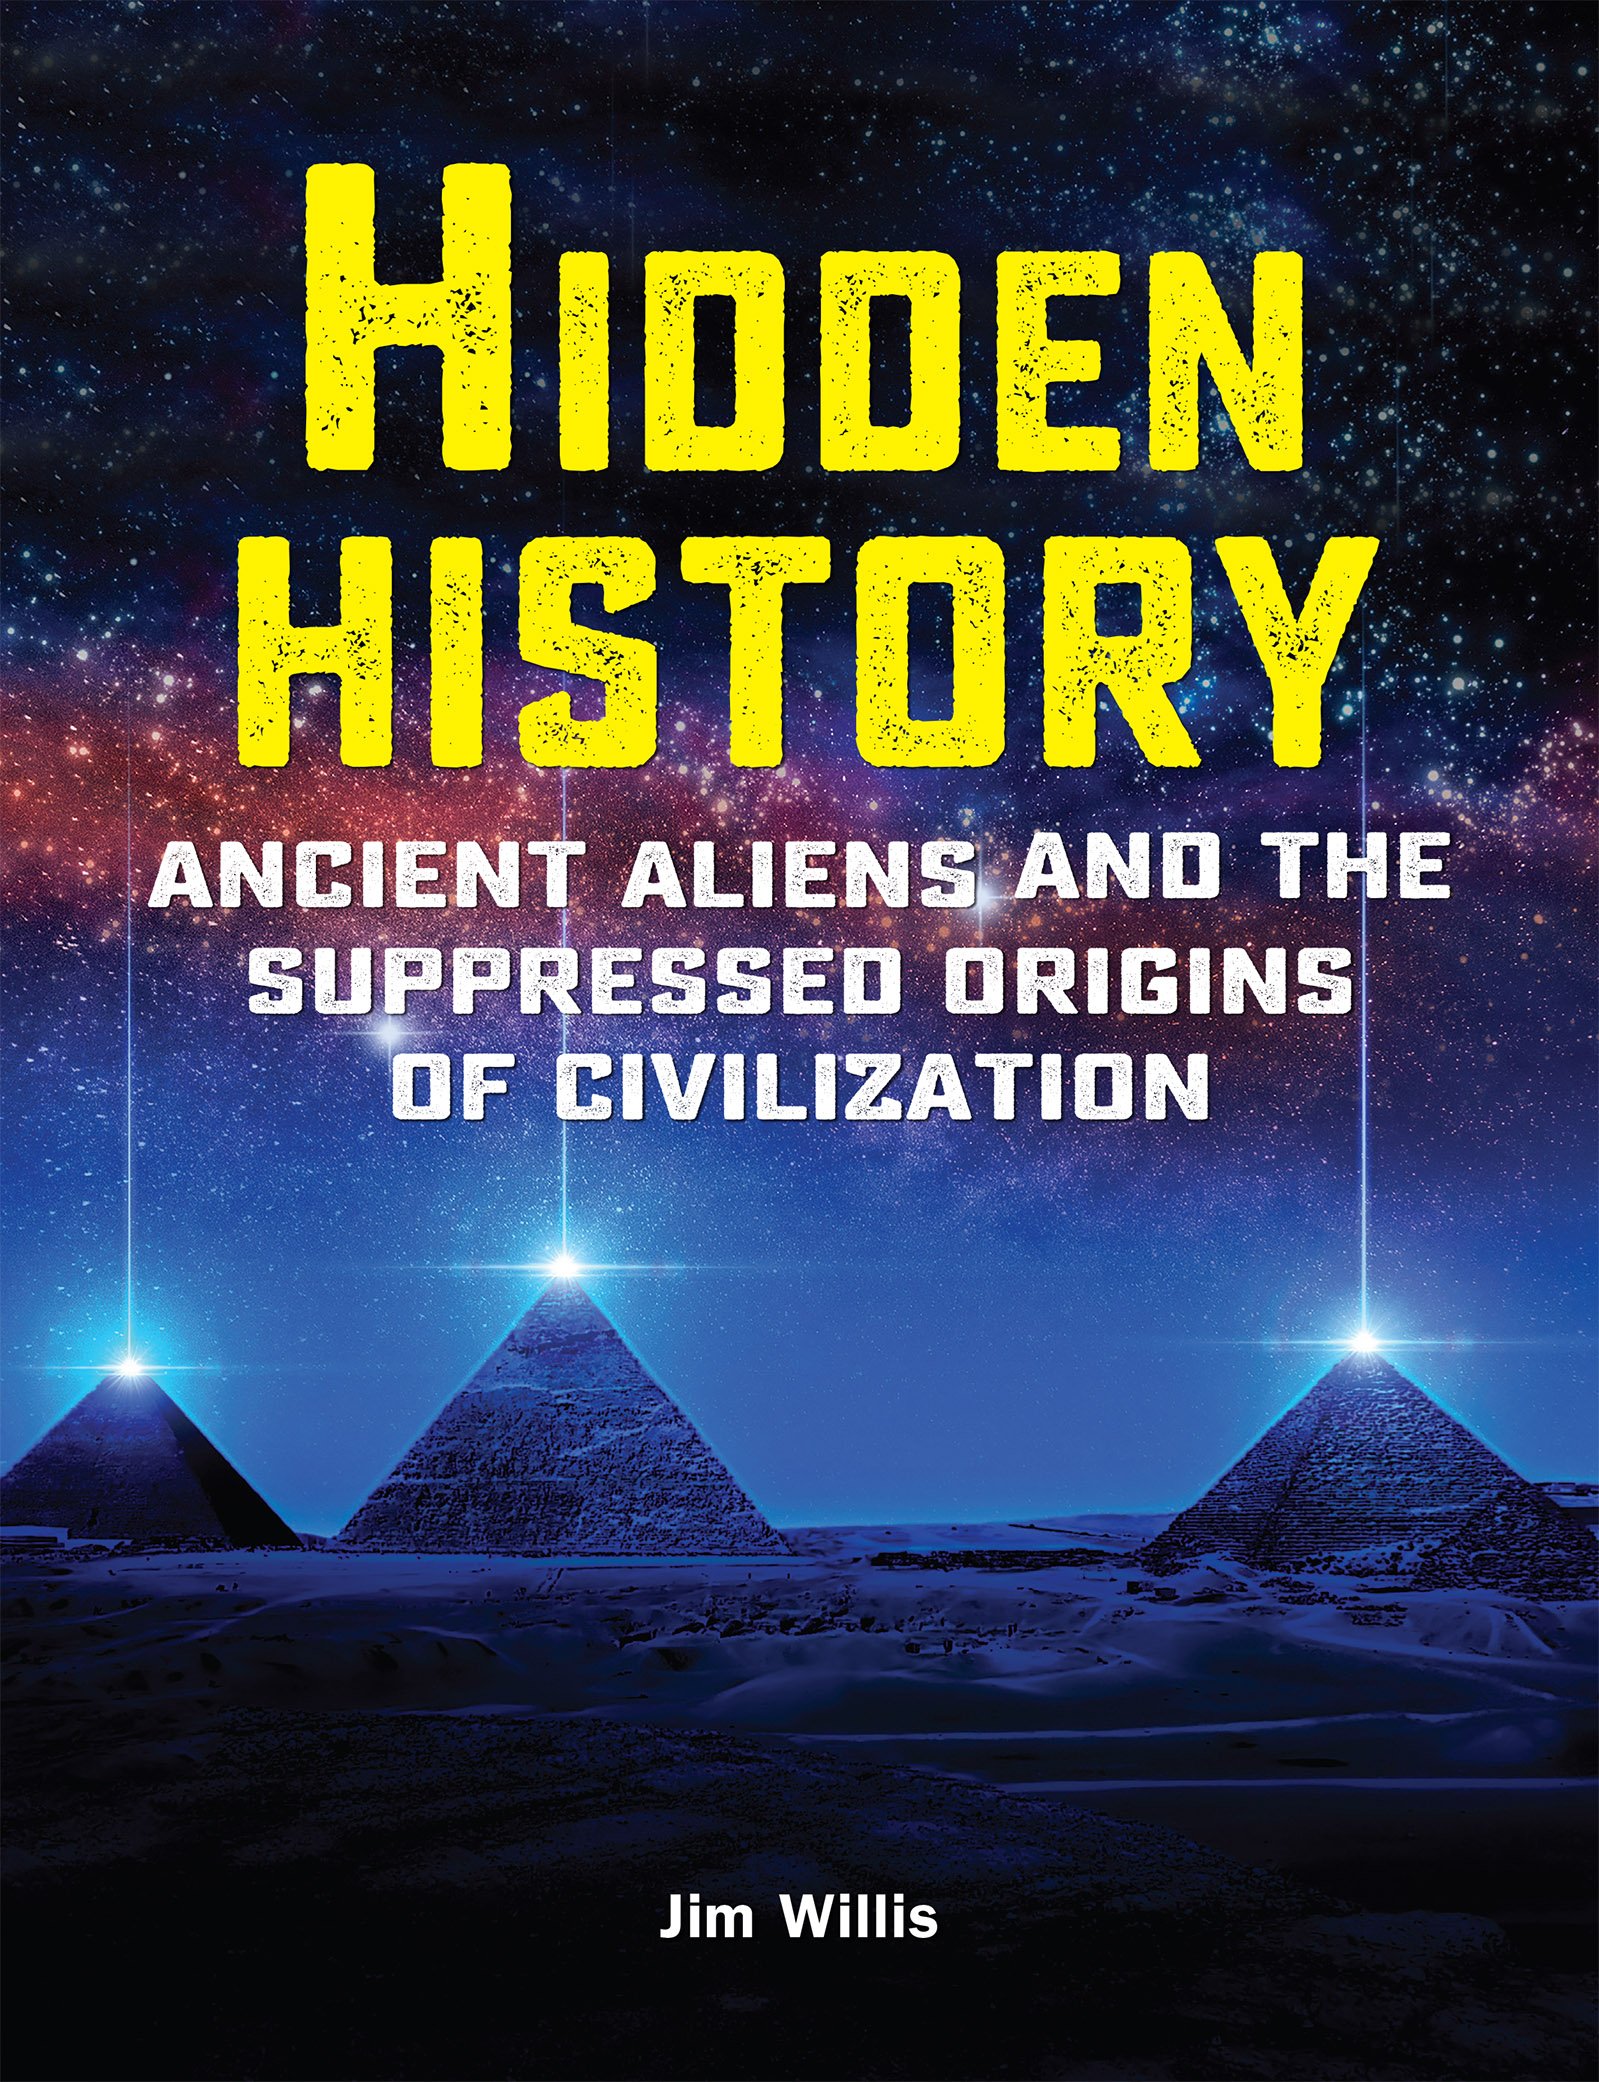 HIDDEN
HISTORY
ANCIENT ALIENS AND THE
SUPPRESSED ORIGINS
OF CIVILIZATION
Jim Willis